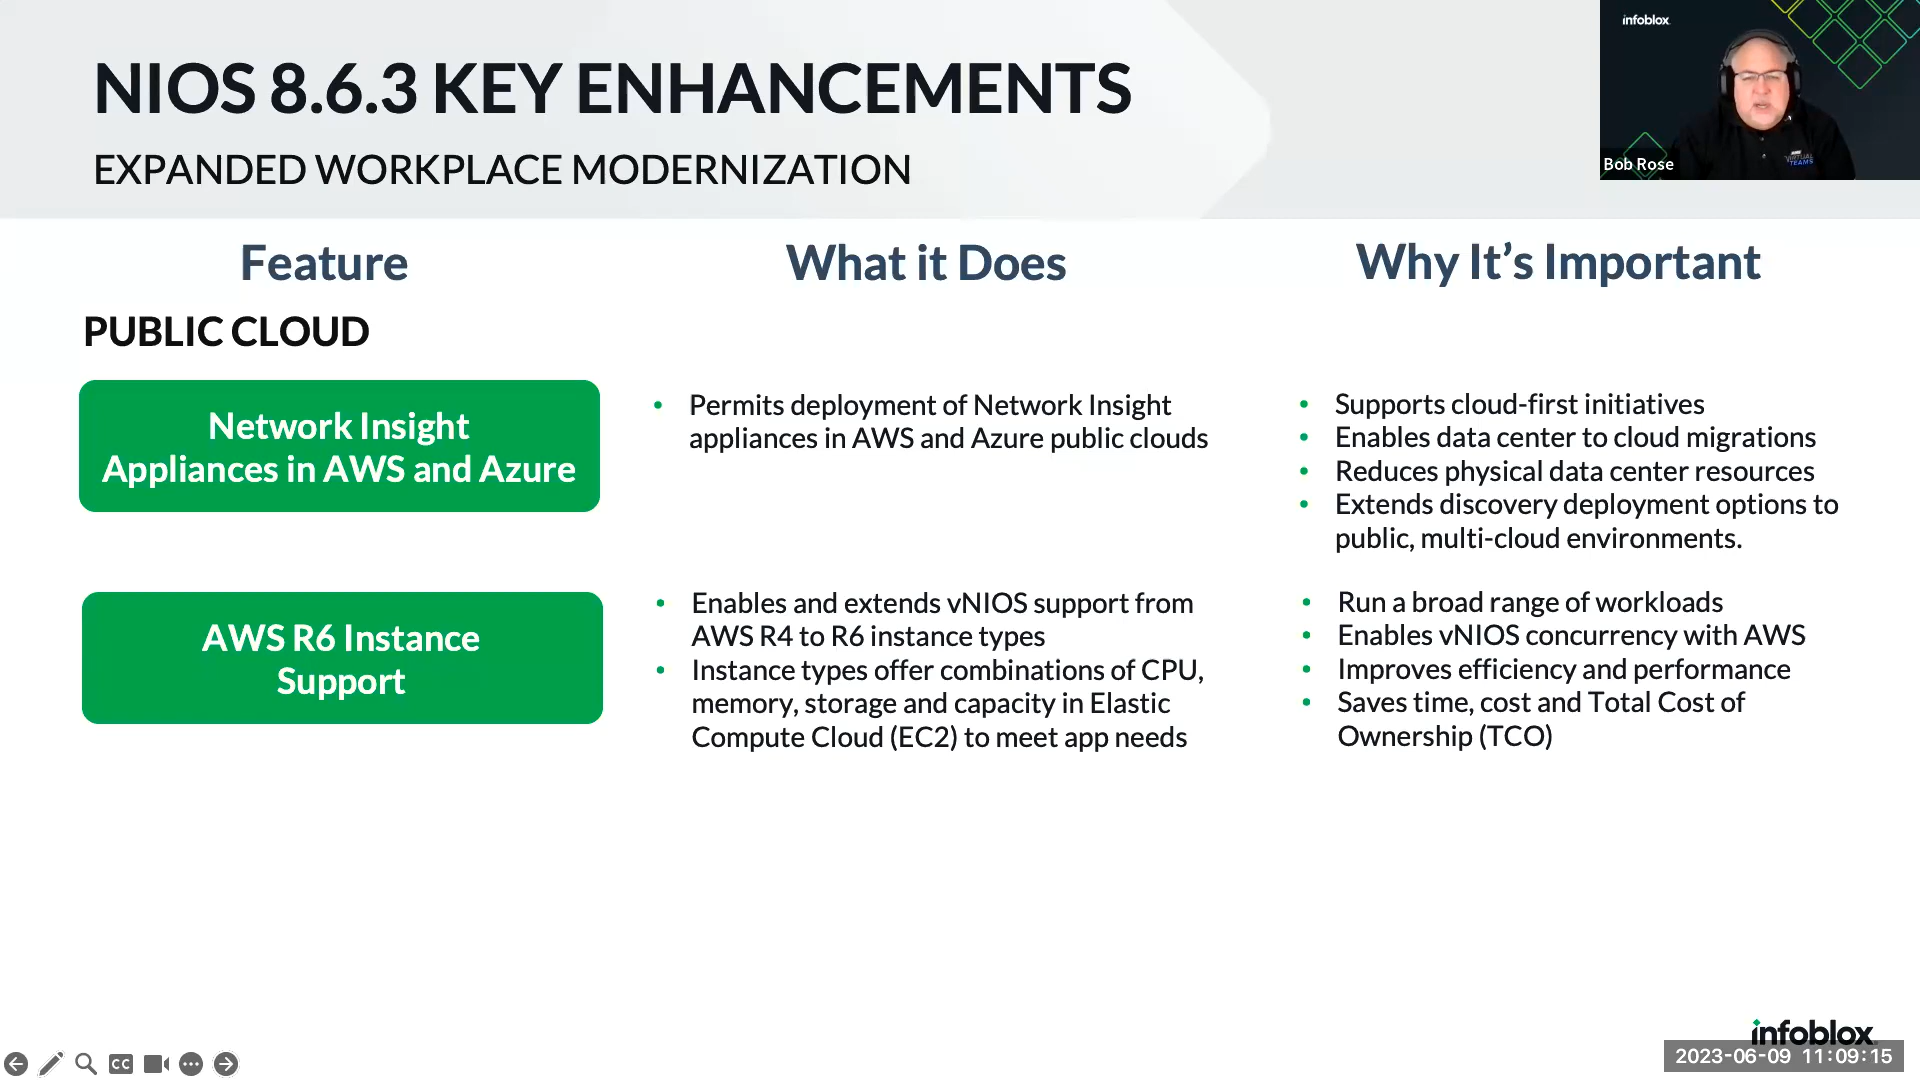 NIOS 8.6.3 KEY ENHANCEMENTS
EXPANDED WORKPLACE MODERNIZATION
infoblox
VIRTUAL
TEAMS
Bob Rose
Feature
What it Does
Why It’s Important
PUBLIC CLOUD
Network Insight
Appliances in AWS and Azure
• Permits deployment of Network Insight
appliances in AWS and Azure public clouds
• Supports cloud-first initiatives
• Enables data center to cloud migrations
• Reduces physical data center resources
• Extends discovery deployment options to
public, multi-cloud environments.
AWS R6 Instance
Support
• Enables and extends vNIOS support from
AWS R4 to R6 instance types
• Instance types offer combinations of CPU,
memory, storage and capacity in Elastic
Compute Cloud (EC2) to meet app needs
• Run a broad range of workloads
• Enables vNIOS concurrency with AWS
• Improves efficiency and performance
• Saves time, cost and Total Cost of
Ownership (TCO)
infoblox
CC
2023-06-09 11:09:15